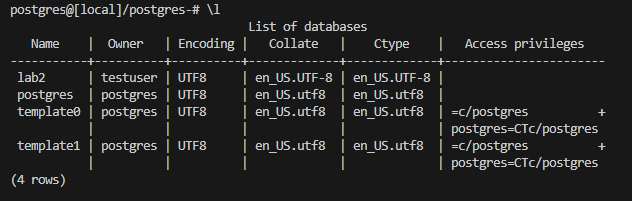 postgres@[local]/postgres-# \l
                                  List of databases
   Name    |  Owner   | Encoding |  Collate    |   Ctype     |   Access privileges
-----------+----------+----------+-------------+-------------+-----------------------
 lab2      | testuser | UTF8     | en_US.UTF-8 | en_US.UTF-8 |
 postgres  | postgres | UTF8     | en_US.utf8  | en_US.utf8  |
 template0 | postgres | UTF8     | en_US.utf8  | en_US.utf8  | =c/postgres          +
           |          |          |             |             | postgres=CTc/postgres
 template1 | postgres | UTF8     | en_US.utf8  | en_US.utf8  | =c/postgres          +
           |          |          |             |             | postgres=CTc/postgres
(4 rows)